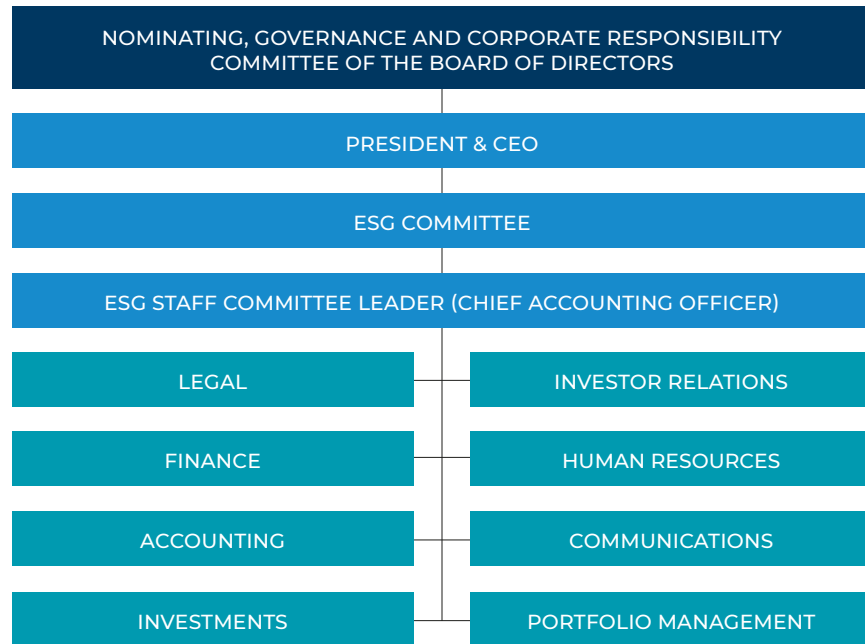 NOMINATING, GOVERNANCE AND CORPORATE RESPONSIBILITY
COMMITTEE OF THE BOARD OF DIRECTORS
PRESIDENT & CEO
ESG COMMITTEE
ESG STAFF COMMITTEE LEADER (CHIEF ACCOUNTING OFFICER)
LEGAL
INVESTOR RELATIONS
FINANCE
HUMAN RESOURCES
ACCOUNTING
COMMUNICATIONS
INVESTMENTS
PORTFOLIO MANAGEMENT